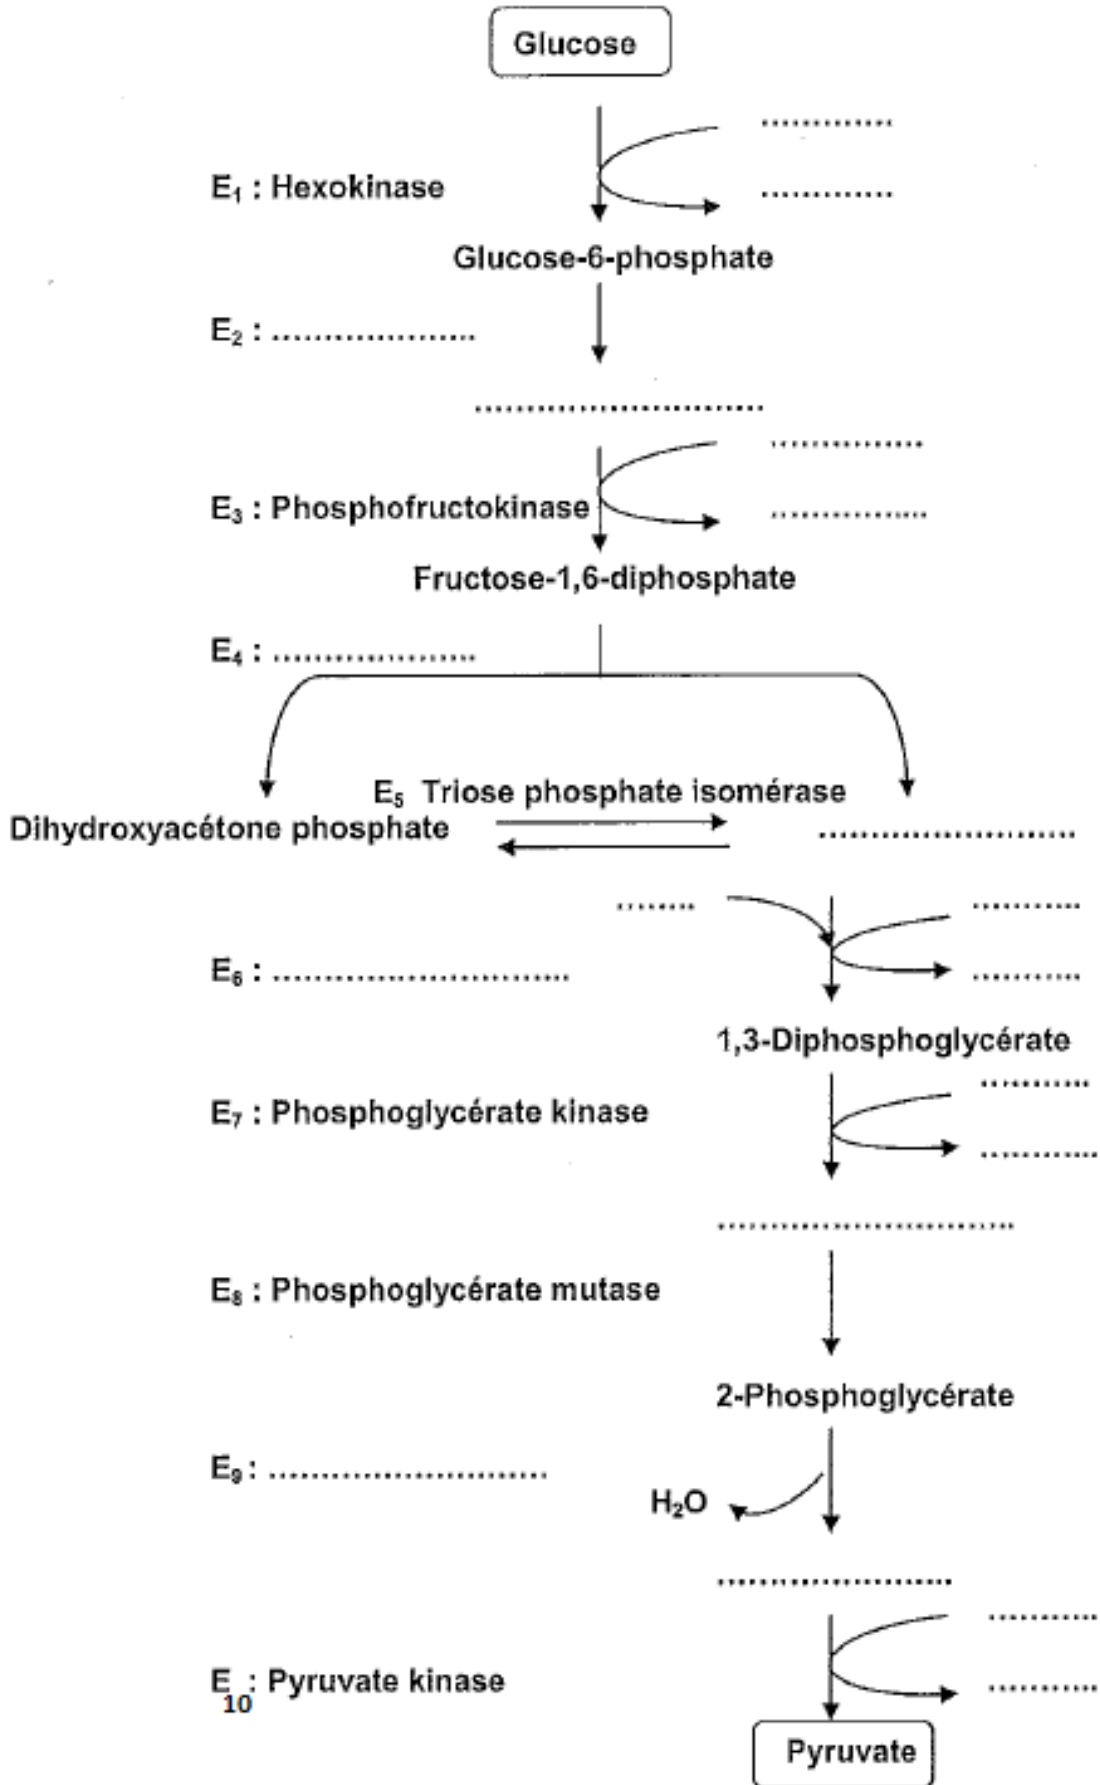 Glucose
....................
E₁ : Hexokinase
....................
Glucose-6-phosphate
E₂ : ....................
....................
....................
E₃ : Phosphofructokinase
....................
Fructose-1,6-diphosphate
E₄ : ....................
E₅ Triose phosphate isomérase
Dihydroxyacétone phosphate
....................
........
....................
E₆ : ....................
....................
1,3-Diphosphoglycérate
....................
E₇ : Phosphoglycérate kinase
....................
....................
E₈ : Phosphoglycérate mutase
2-Phosphoglycérate
E₉ : ....................
H₂O
....................
....................
E₁₀ : Pyruvate kinase
....................
Pyruvate